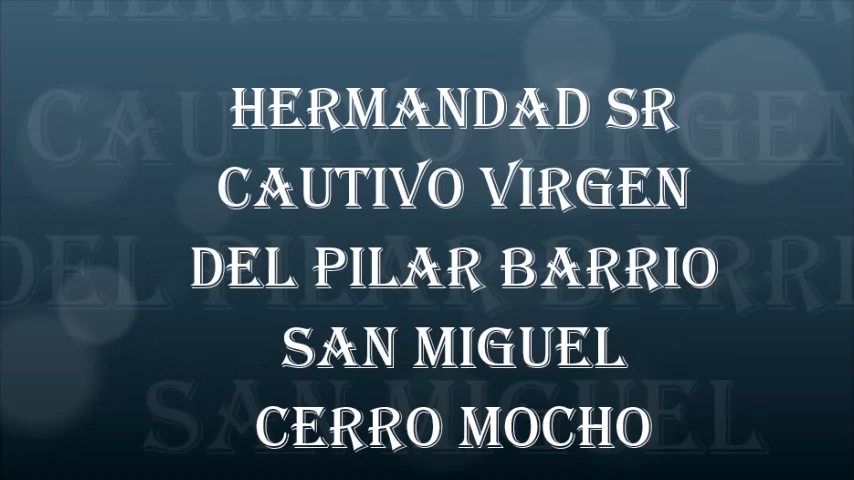 HERMANDAD SR
CAUTIVO VIRGEN
DEL PILAR BARRIO
SAN MIGUEL
CERRO MOCHO